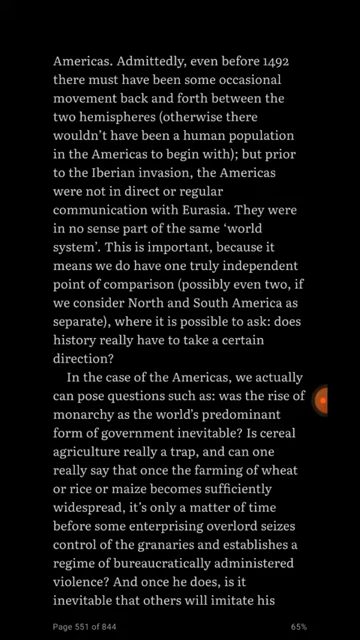 Americas. Admittedly, even before 1492
there must have been some occasional
movement back and forth between the
two hemispheres (otherwise there
wouldn't have been a human population
in the Americas to begin with); but prior
to the Iberian invasion, the Americas
were not in direct or regular
communication with Eurasia. They were
in no sense part of the same ‘world
system’. This is important, because it
means we do have one truly independent
point of comparison (possibly even two, if
we consider North and South America as
separate), where it is possible to ask: does
history really have to take a certain
direction?
In the case of the Americas, we actually
can pose questions such as: was the rise of
monarchy as the world's predominant
form of government inevitable? Is cereal
agriculture really a trap, and can one
really say that once the farming of wheat
or rice or maize becomes sufficiently
widespread, it's only a matter of time
before some enterprising overlord seizes
control of the granaries and establishes a
regime of bureaucratically administered
violence? And once he does, is it
inevitable that others will imitate his
Page 551 of 844 65%